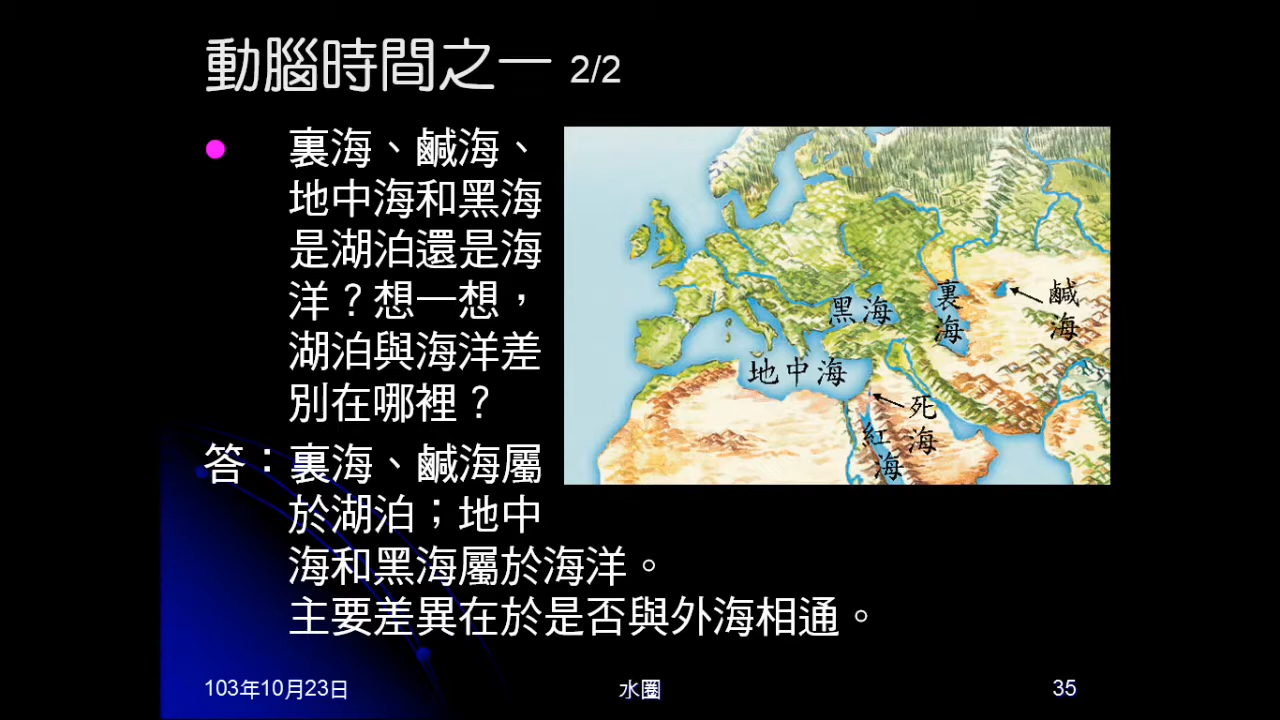 動腦時間之一 2/2
裏海、鹹海、
地中海和黑海
是湖泊還是海
洋？想一想，
湖泊與海洋差
別在哪裡？
答：裏海、鹹海屬
於湖泊；地中
海和黑海屬於海洋。
主要差異在於是否與外海相通。
黑海
裏海
鹹海
地中海
死海
紅海
103年10月23日
水圈
35